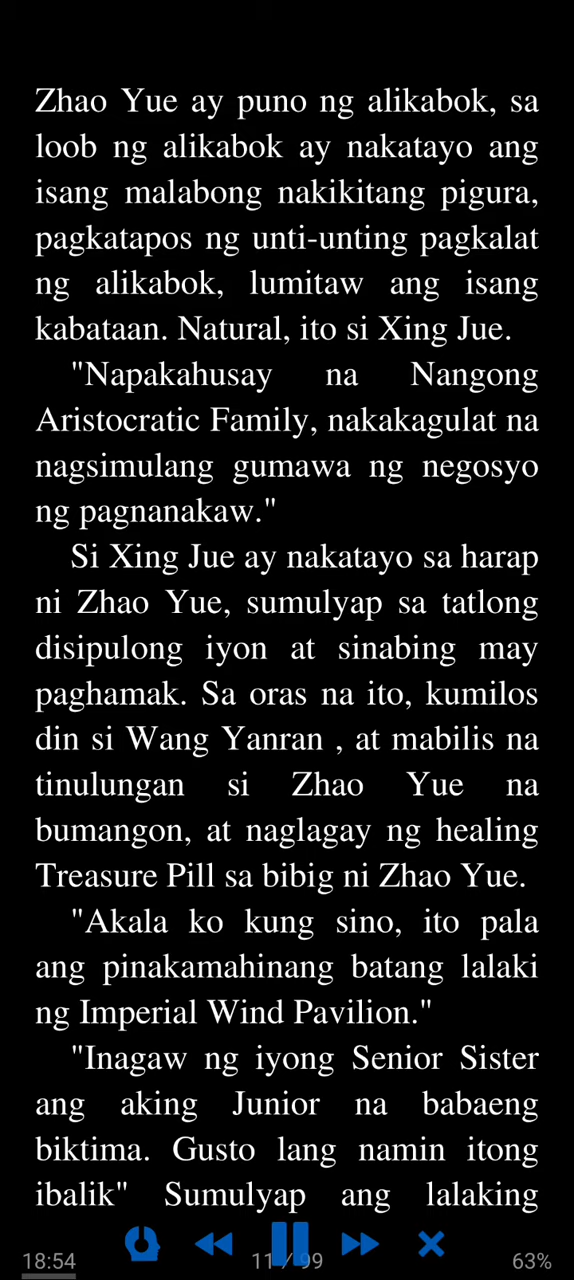 Zhao Yue ay puno ng alikabok, sa
loob ng alikabok ay nakatayo ang
isang malabong nakikitang pigura,
pagkatapos ng unti-unting pagkalat
ng alikabok, lumitaw ang isang
kabataan. Natural, ito si Xing Jue.
"Napakahusay na Nangong
Aristocratic Family, nakakagulat na
nagsimulang gumawa ng negosyo
ng pagnanakaw."
Si Xing Jue ay nakatayo sa harap
ni Zhao Yue, sumulyap sa tatlong
disipulong iyon at sinabing may
paghamak. Sa oras na ito, kumilos
din si Wang Yanran , at mabilis na
tinulungan si Zhao Yue na
bumangon, at naglagay ng healing
Treasure Pill sa bibig ni Zhao Yue.
"Akala ko kung sino, ito pala
ang pinakamahinang batang lalaki
ng Imperial Wind Pavilion."
"Inagaw ng iyong Senior Sister
ang aking Junior na babaeng
biktima. Gusto lang namin itong
ibalik" Sumulyap ang lalaking
18:54 11 / 99 63%